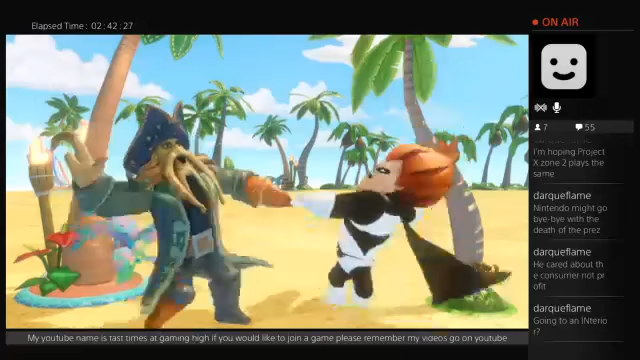 Elapsed Time : 02:42:27
ON AIR
7
55
I'm hoping Project
X zone 2 plays the
same
darqueflame
Nintendo might go
bye-bye with the
death of the prez
darqueflame
He cared about th
e consumer not pr
ofit
darqueflame
Going to an INterio
r?
My youtube name is tast times at gaming high if you would like to join a game please remember my videos go on youtube